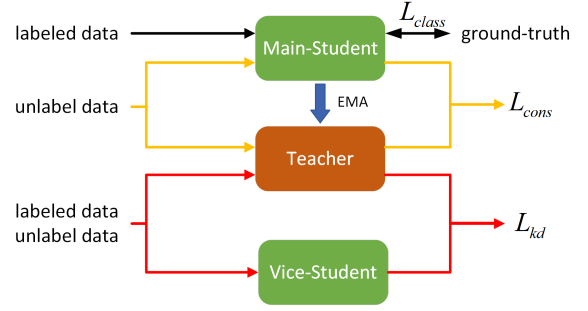 labeled data
Main-Student
L_class
ground-truth
unlabel data
EMA
L_cons
Teacher
labeled data
unlabel data
L_kd
Vice-Student